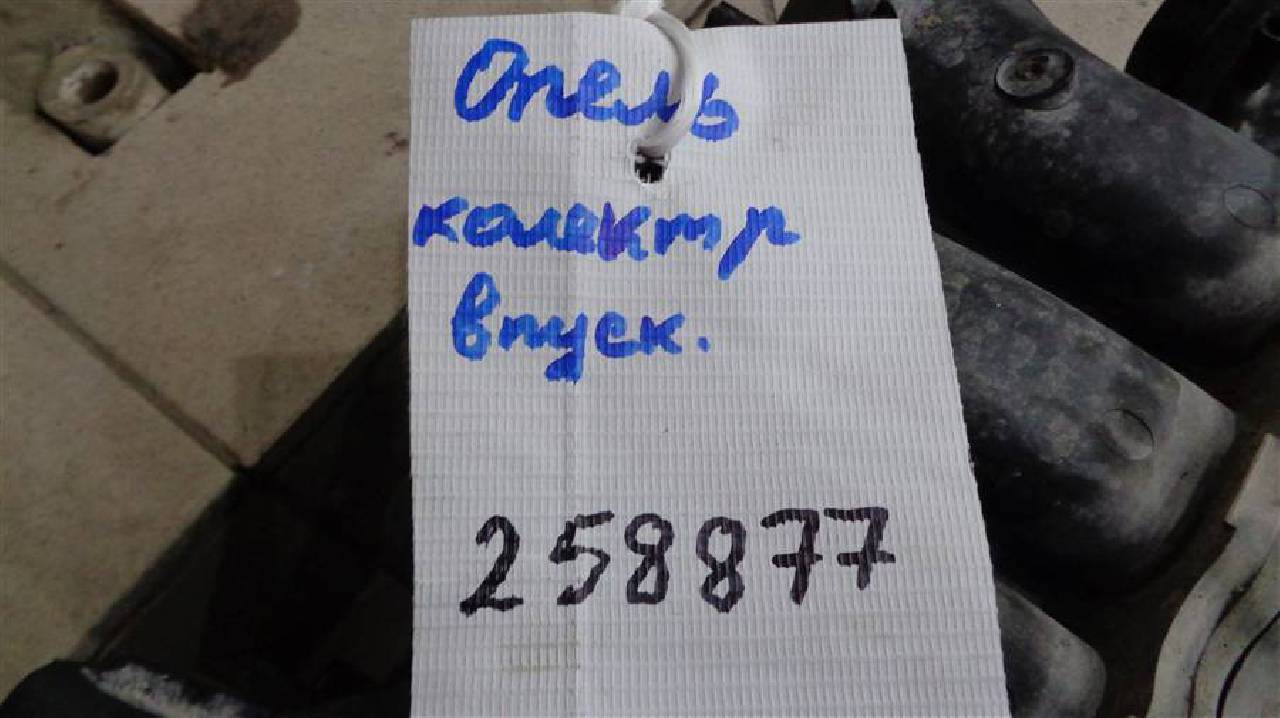 Опель
колектр
впуск.
258877